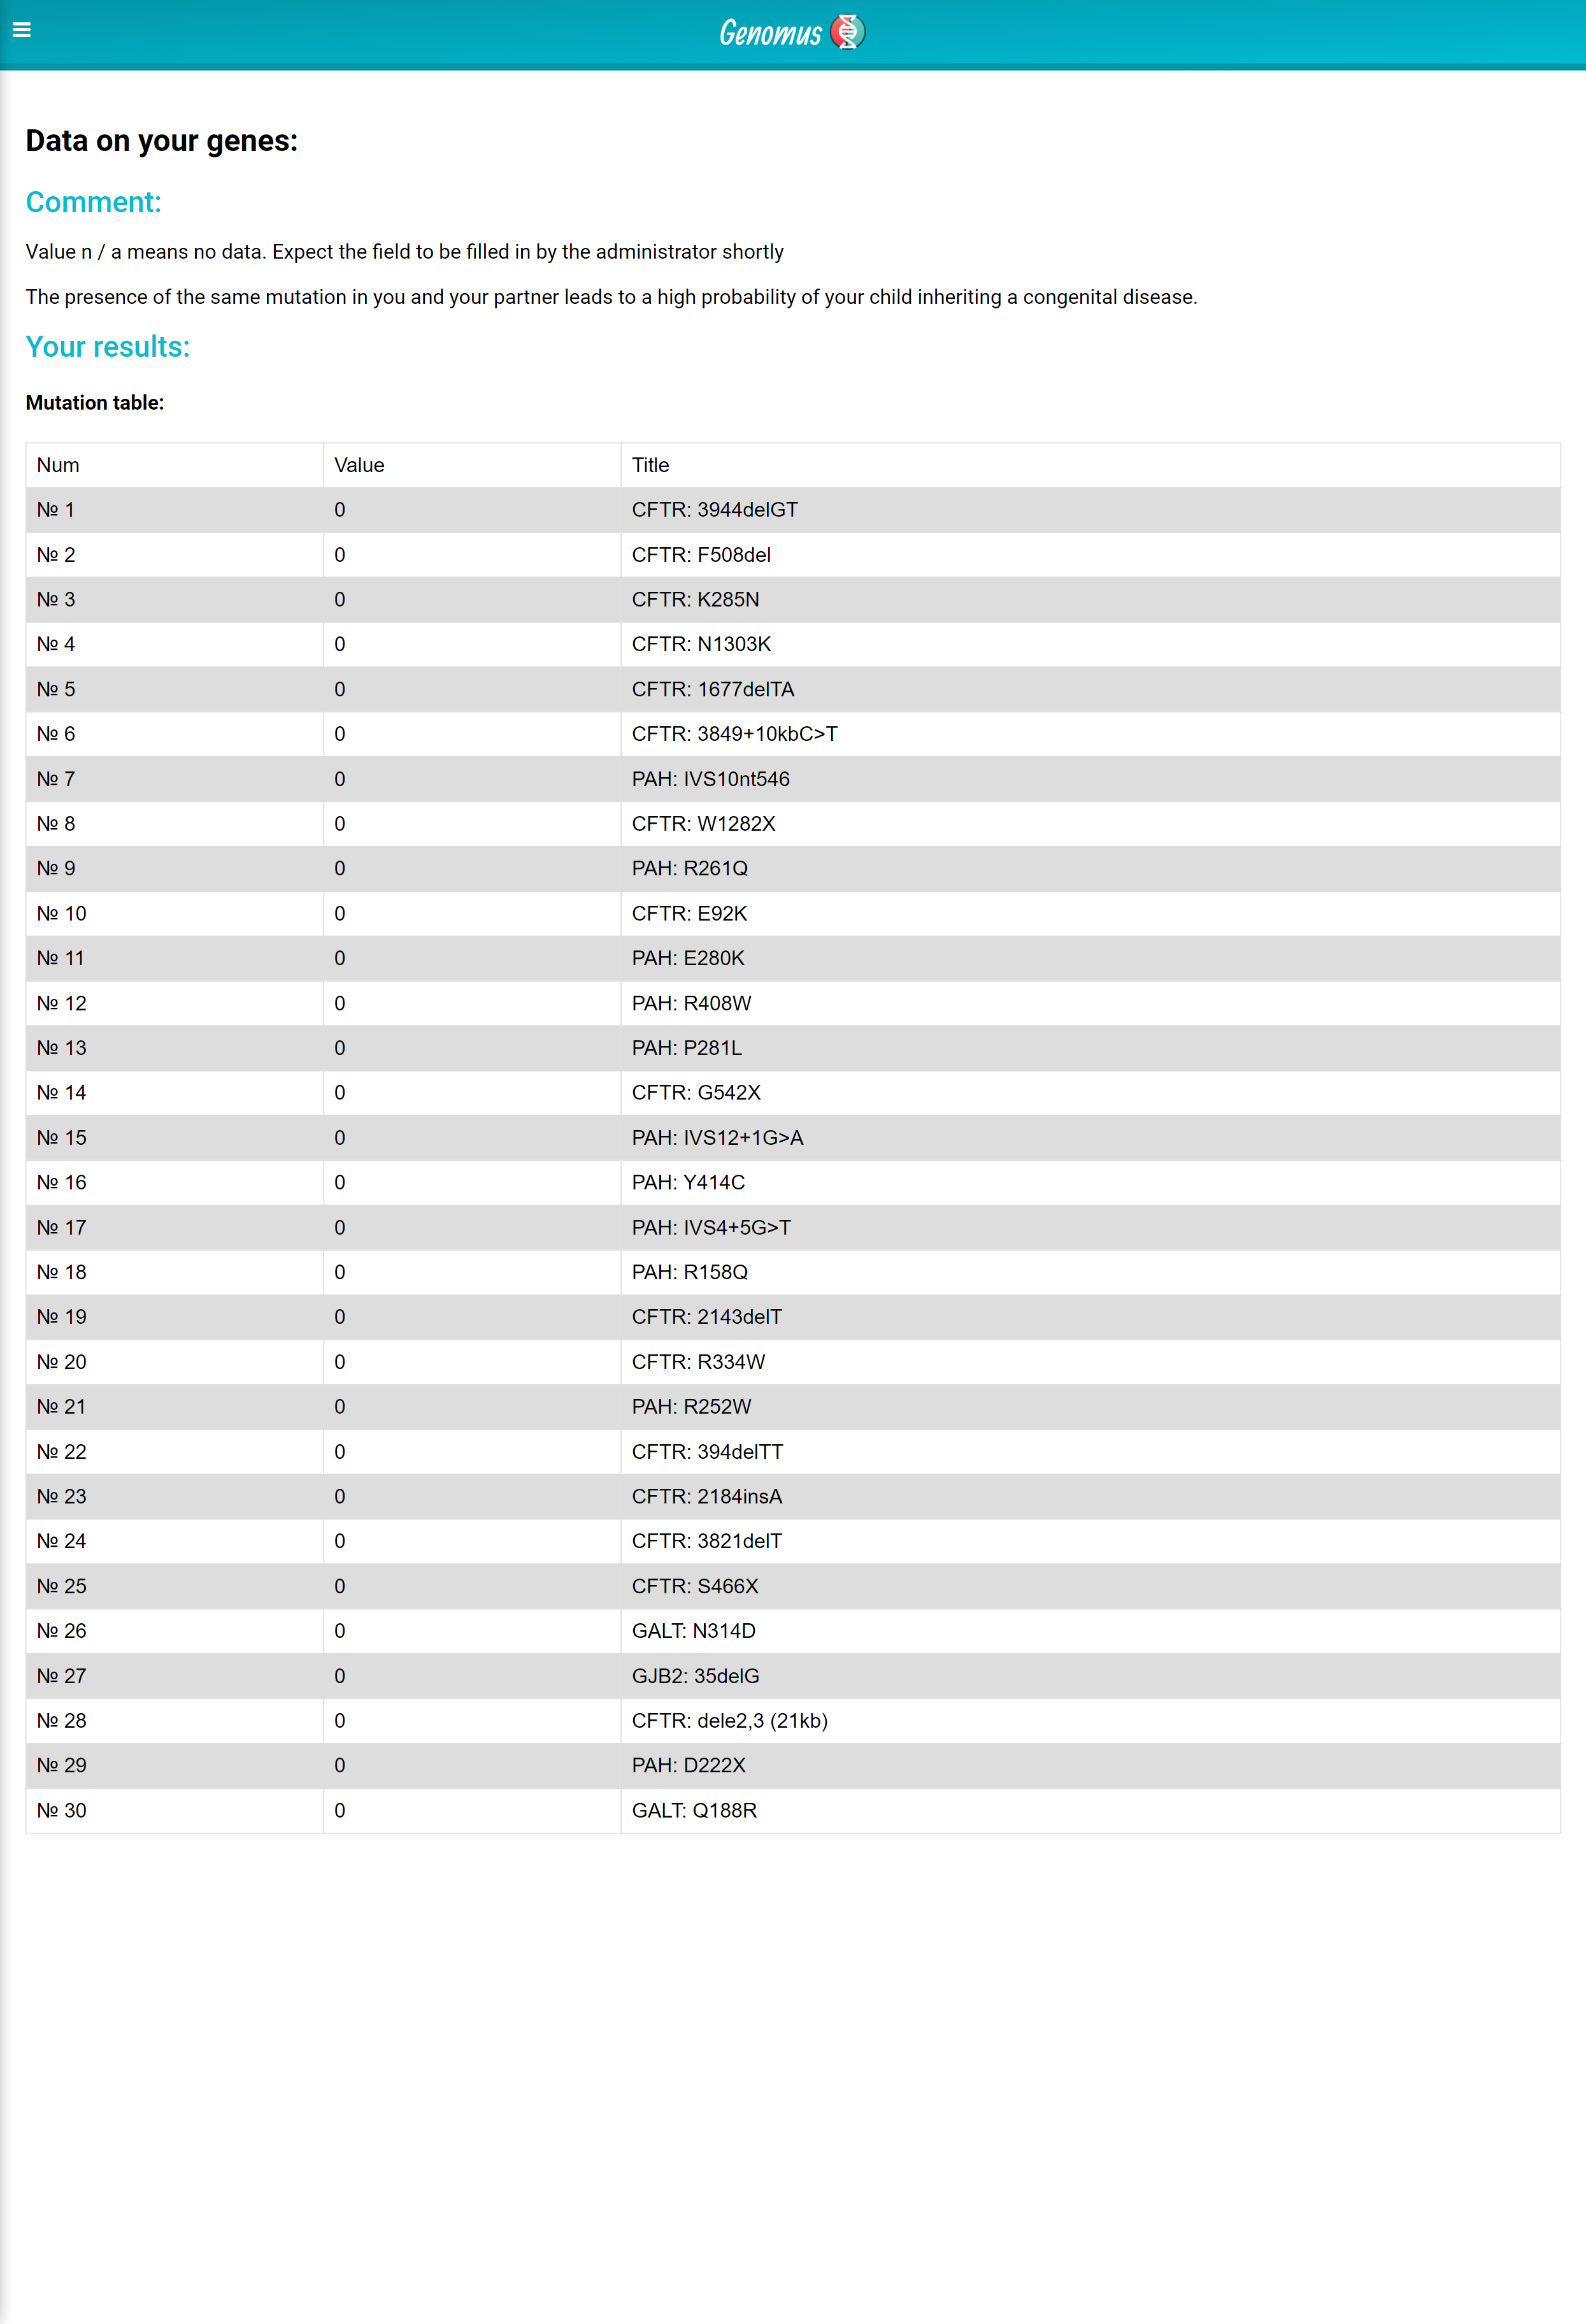 Genomus
Data on your genes:
Comment:
Value n / a means no data. Expect the field to be filled in by the administrator shortly
The presence of the same mutation in you and your partner leads to a high probability of your child inheriting a congenital disease.
Your results:
Mutation table:
Num Value Title
№ 1 0 CFTR: 3944delGT
№ 2 0 CFTR: F508del
№ 3 0 CFTR: K285N
№ 4 0 CFTR: N1303K
№ 5 0 CFTR: 1677delTA
№ 6 0 CFTR: 3849+10kbC>T
№ 7 0 PAH: IVS10nt546
№ 8 0 CFTR: W1282X
№ 9 0 PAH: R261Q
№ 10 0 CFTR: E92K
№ 11 0 PAH: E280K
№ 12 0 PAH: R408W
№ 13 0 PAH: P281L
№ 14 0 CFTR: G542X
№ 15 0 PAH: IVS12+1G>A
№ 16 0 PAH: Y414C
№ 17 0 PAH: IVS4+5G>T
№ 18 0 PAH: R158Q
№ 19 0 CFTR: 2143delT
№ 20 0 CFTR: R334W
№ 21 0 PAH: R252W
№ 22 0 CFTR: 394delTT
№ 23 0 CFTR: 2184insA
№ 24 0 CFTR: 3821delT
№ 25 0 CFTR: S466X
№ 26 0 GALT: N314D
№ 27 0 GJB2: 35delG
№ 28 0 CFTR: dele2,3 (21kb)
№ 29 0 PAH: D222X
№ 30 0 GALT: Q188R